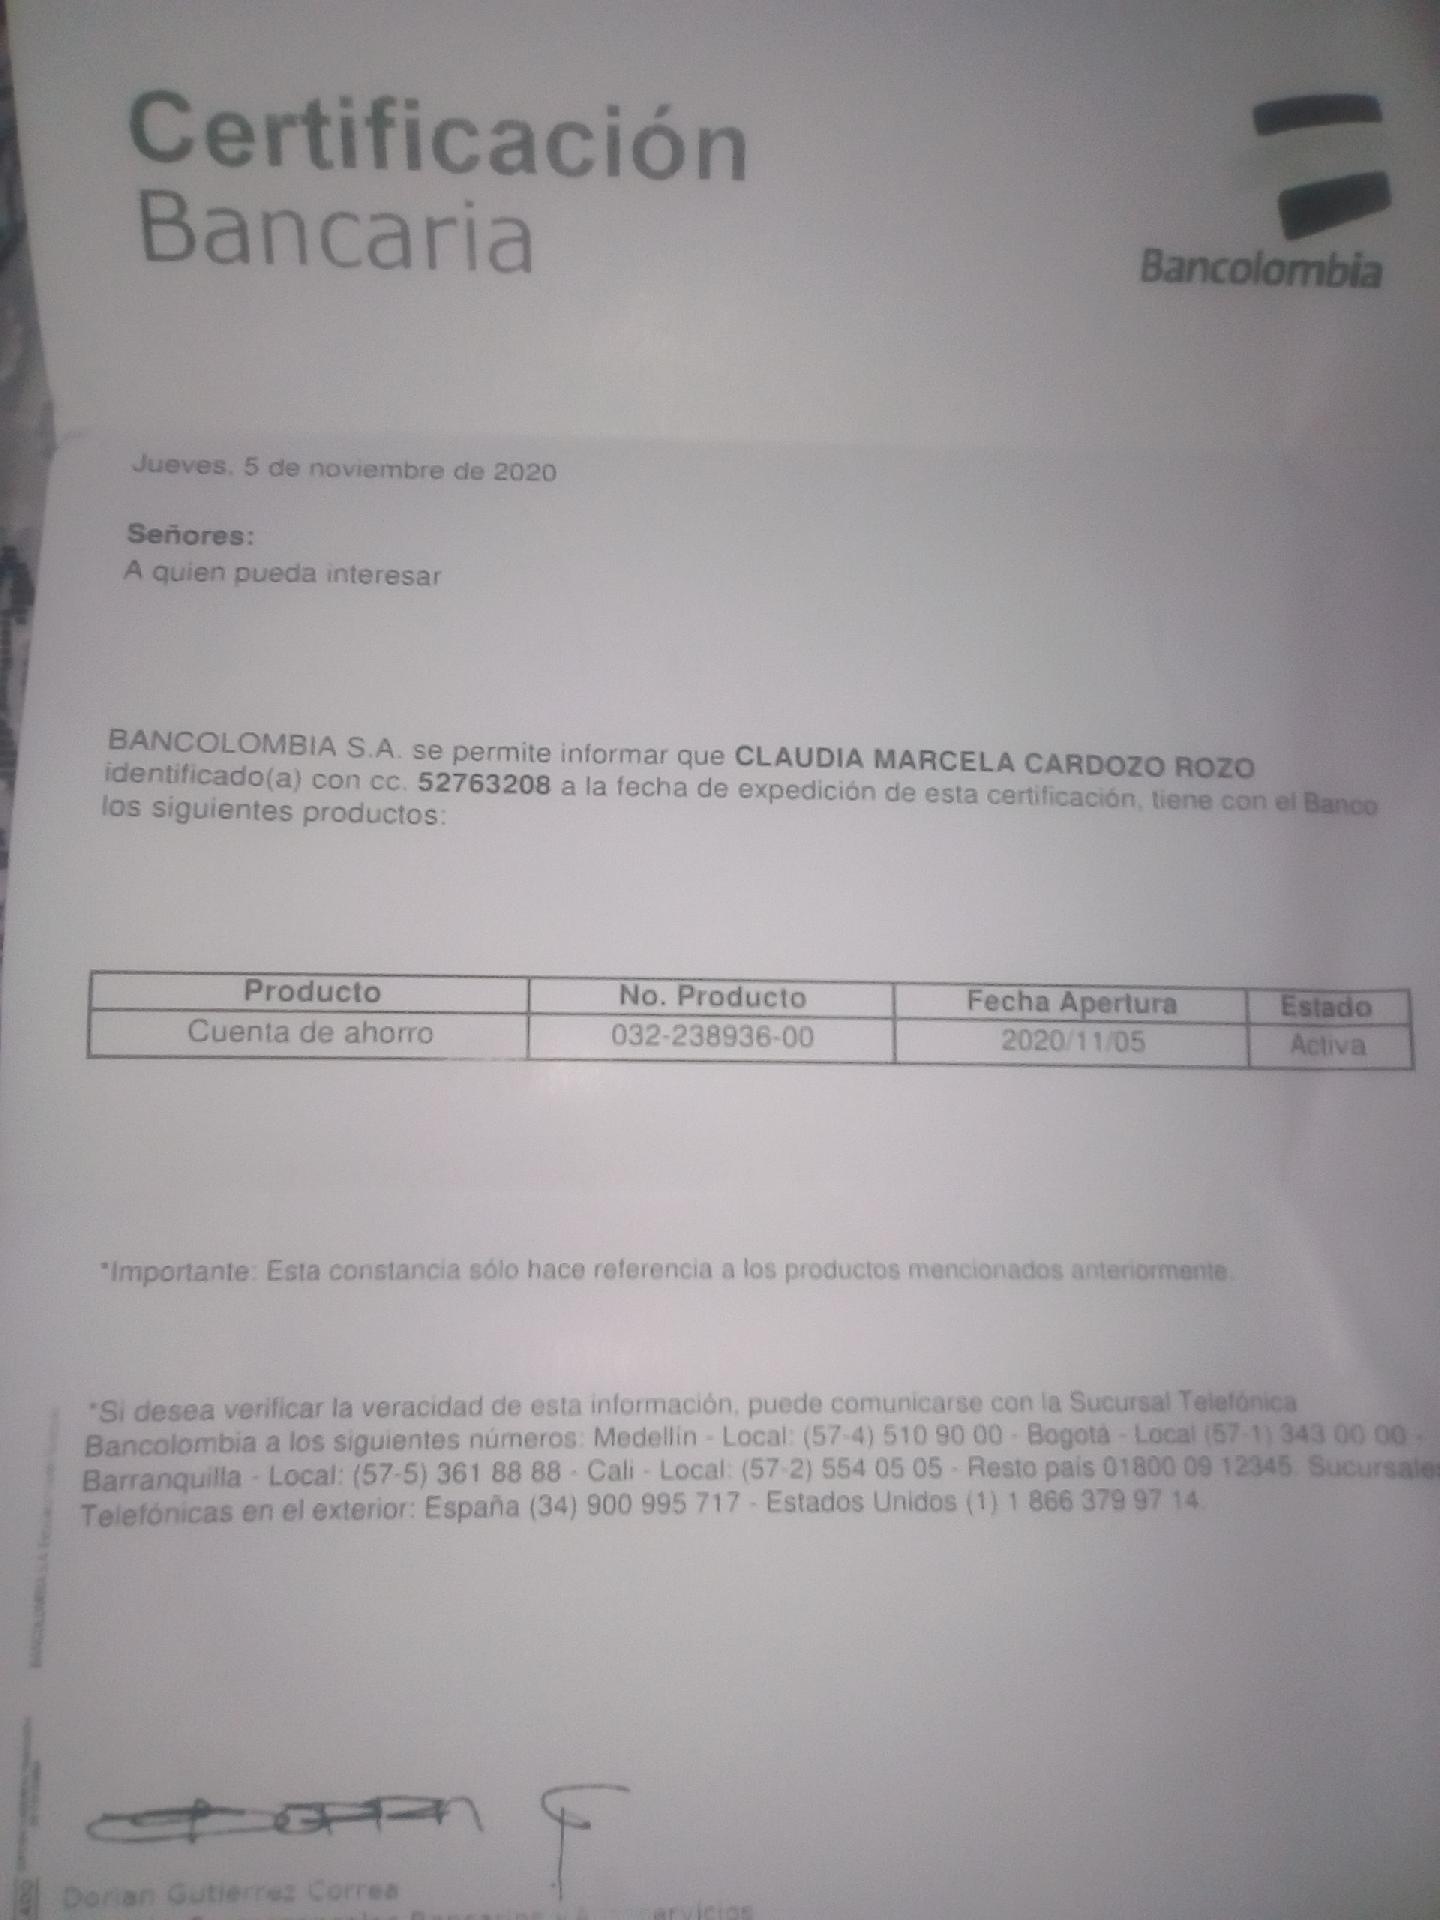 Certificación
Bancaria
Bancolombia
Jueves, 5 de noviembre de 2020
Señores:
A quien pueda interesar
BANCOLOMBIA S.A. se permite informar que CLAUDIA MARCELA CARDOZO ROZO
identificado(a) con cc. 52763208 a la fecha de expedición de esta certificación, tiene con el Banco
los siguientes productos:
Producto No. Producto Fecha Apertura Estado
Cuenta de ahorro 032-238936-00 2020/11/05 Activa
*Importante: Esta constancia sólo hace referencia a los productos mencionados anteriormente.
*Si desea verificar la veracidad de esta información, puede comunicarse con la Sucursal Telefónica
Bancolombia a los siguientes números: Medellín - Local: (57-4) 510 90 00 - Bogotá - Local (57-1) 343 00 00 -
Barranquilla - Local: (57-5) 361 88 88 - Cali - Local: (57-2) 554 05 05 - Resto país 01800 09 12345. Sucursales
Telefónicas en el exterior: España (34) 900 995 717 - Estados Unidos (1) 1 866 379 97 14.
Dorian Gutierrez Correa